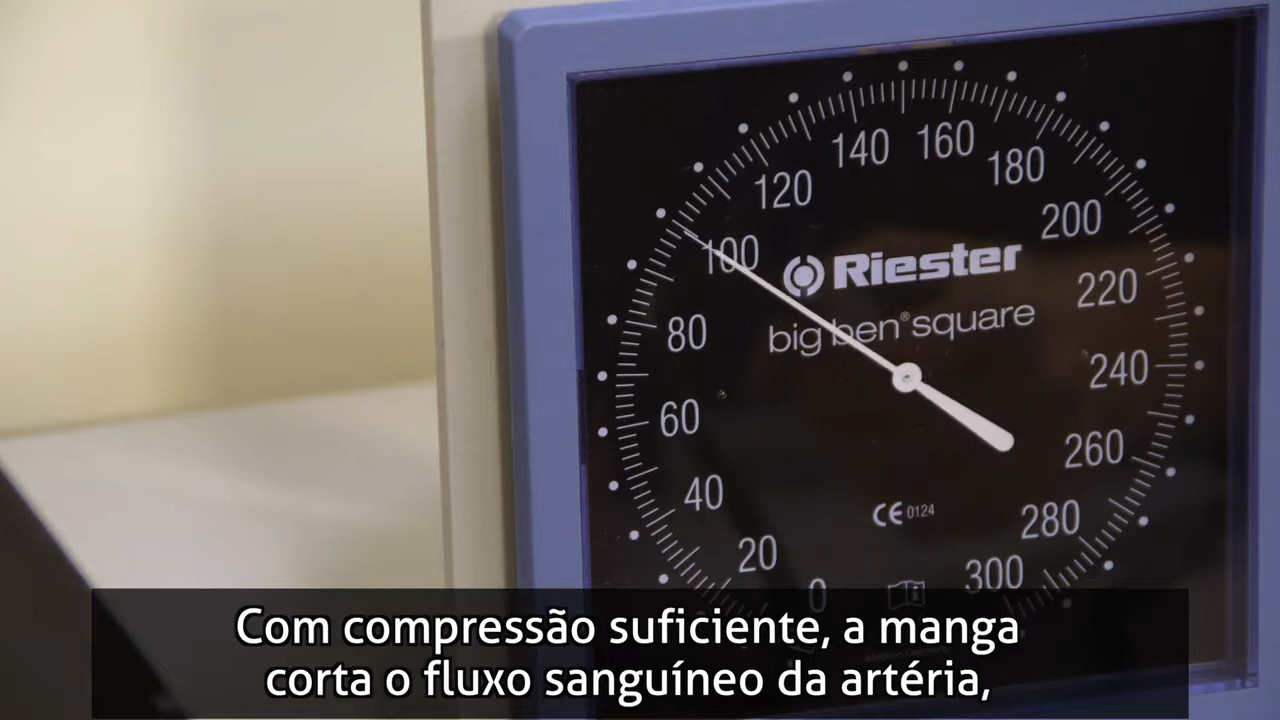 140 160
120 180
100 200
Riester
big ben® square
80 220
60 240
40 260
CE 0124
20 280
0 300
Com compressão suficiente, a manga
corta o fluxo sanguíneo da artéria,